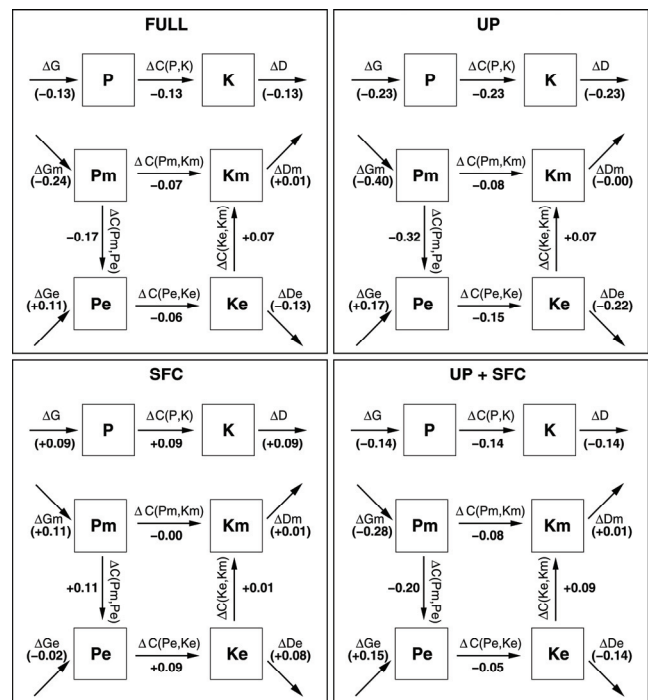 FULL
ΔG
ΔC(P,K)
ΔD
P
K
(−0.13)
−0.13
(−0.13)
ΔGm
(−0.24)
Pm
ΔC(Pm,Km)
−0.07
Km
ΔDm
(+0.01)
−0.17
ΔC(Pm,Pe)
ΔC(Ke,Km)
+0.07
ΔGe
(+0.11)
Pe
ΔC(Pe,Ke)
−0.06
Ke
ΔDe
(−0.13)
UP
ΔG
ΔC(P,K)
ΔD
P
K
(−0.23)
−0.23
(−0.23)
ΔGm
(−0.40)
Pm
ΔC(Pm,Km)
−0.08
Km
ΔDm
(−0.00)
−0.32
ΔC(Pm,Pe)
ΔC(Ke,Km)
+0.07
ΔGe
(+0.17)
Pe
ΔC(Pe,Ke)
−0.15
Ke
ΔDe
(−0.22)
SFC
ΔG
ΔC(P,K)
ΔD
P
K
(+0.09)
+0.09
(+0.09)
ΔGm
(+0.11)
Pm
ΔC(Pm,Km)
−0.00
Km
ΔDm
(+0.01)
+0.11
ΔC(Pm,Pe)
ΔC(Ke,Km)
+0.01
ΔGe
(−0.02)
Pe
ΔC(Pe,Ke)
+0.09
Ke
ΔDe
(+0.08)
UP + SFC
ΔG
ΔC(P,K)
ΔD
P
K
(−0.14)
−0.14
(−0.14)
ΔGm
(−0.28)
Pm
ΔC(Pm,Km)
−0.08
Km
ΔDm
(+0.01)
−0.20
ΔC(Pm,Pe)
ΔC(Ke,Km)
+0.09
ΔGe
(+0.15)
Pe
ΔC(Pe,Ke)
−0.05
Ke
ΔDe
(−0.14)